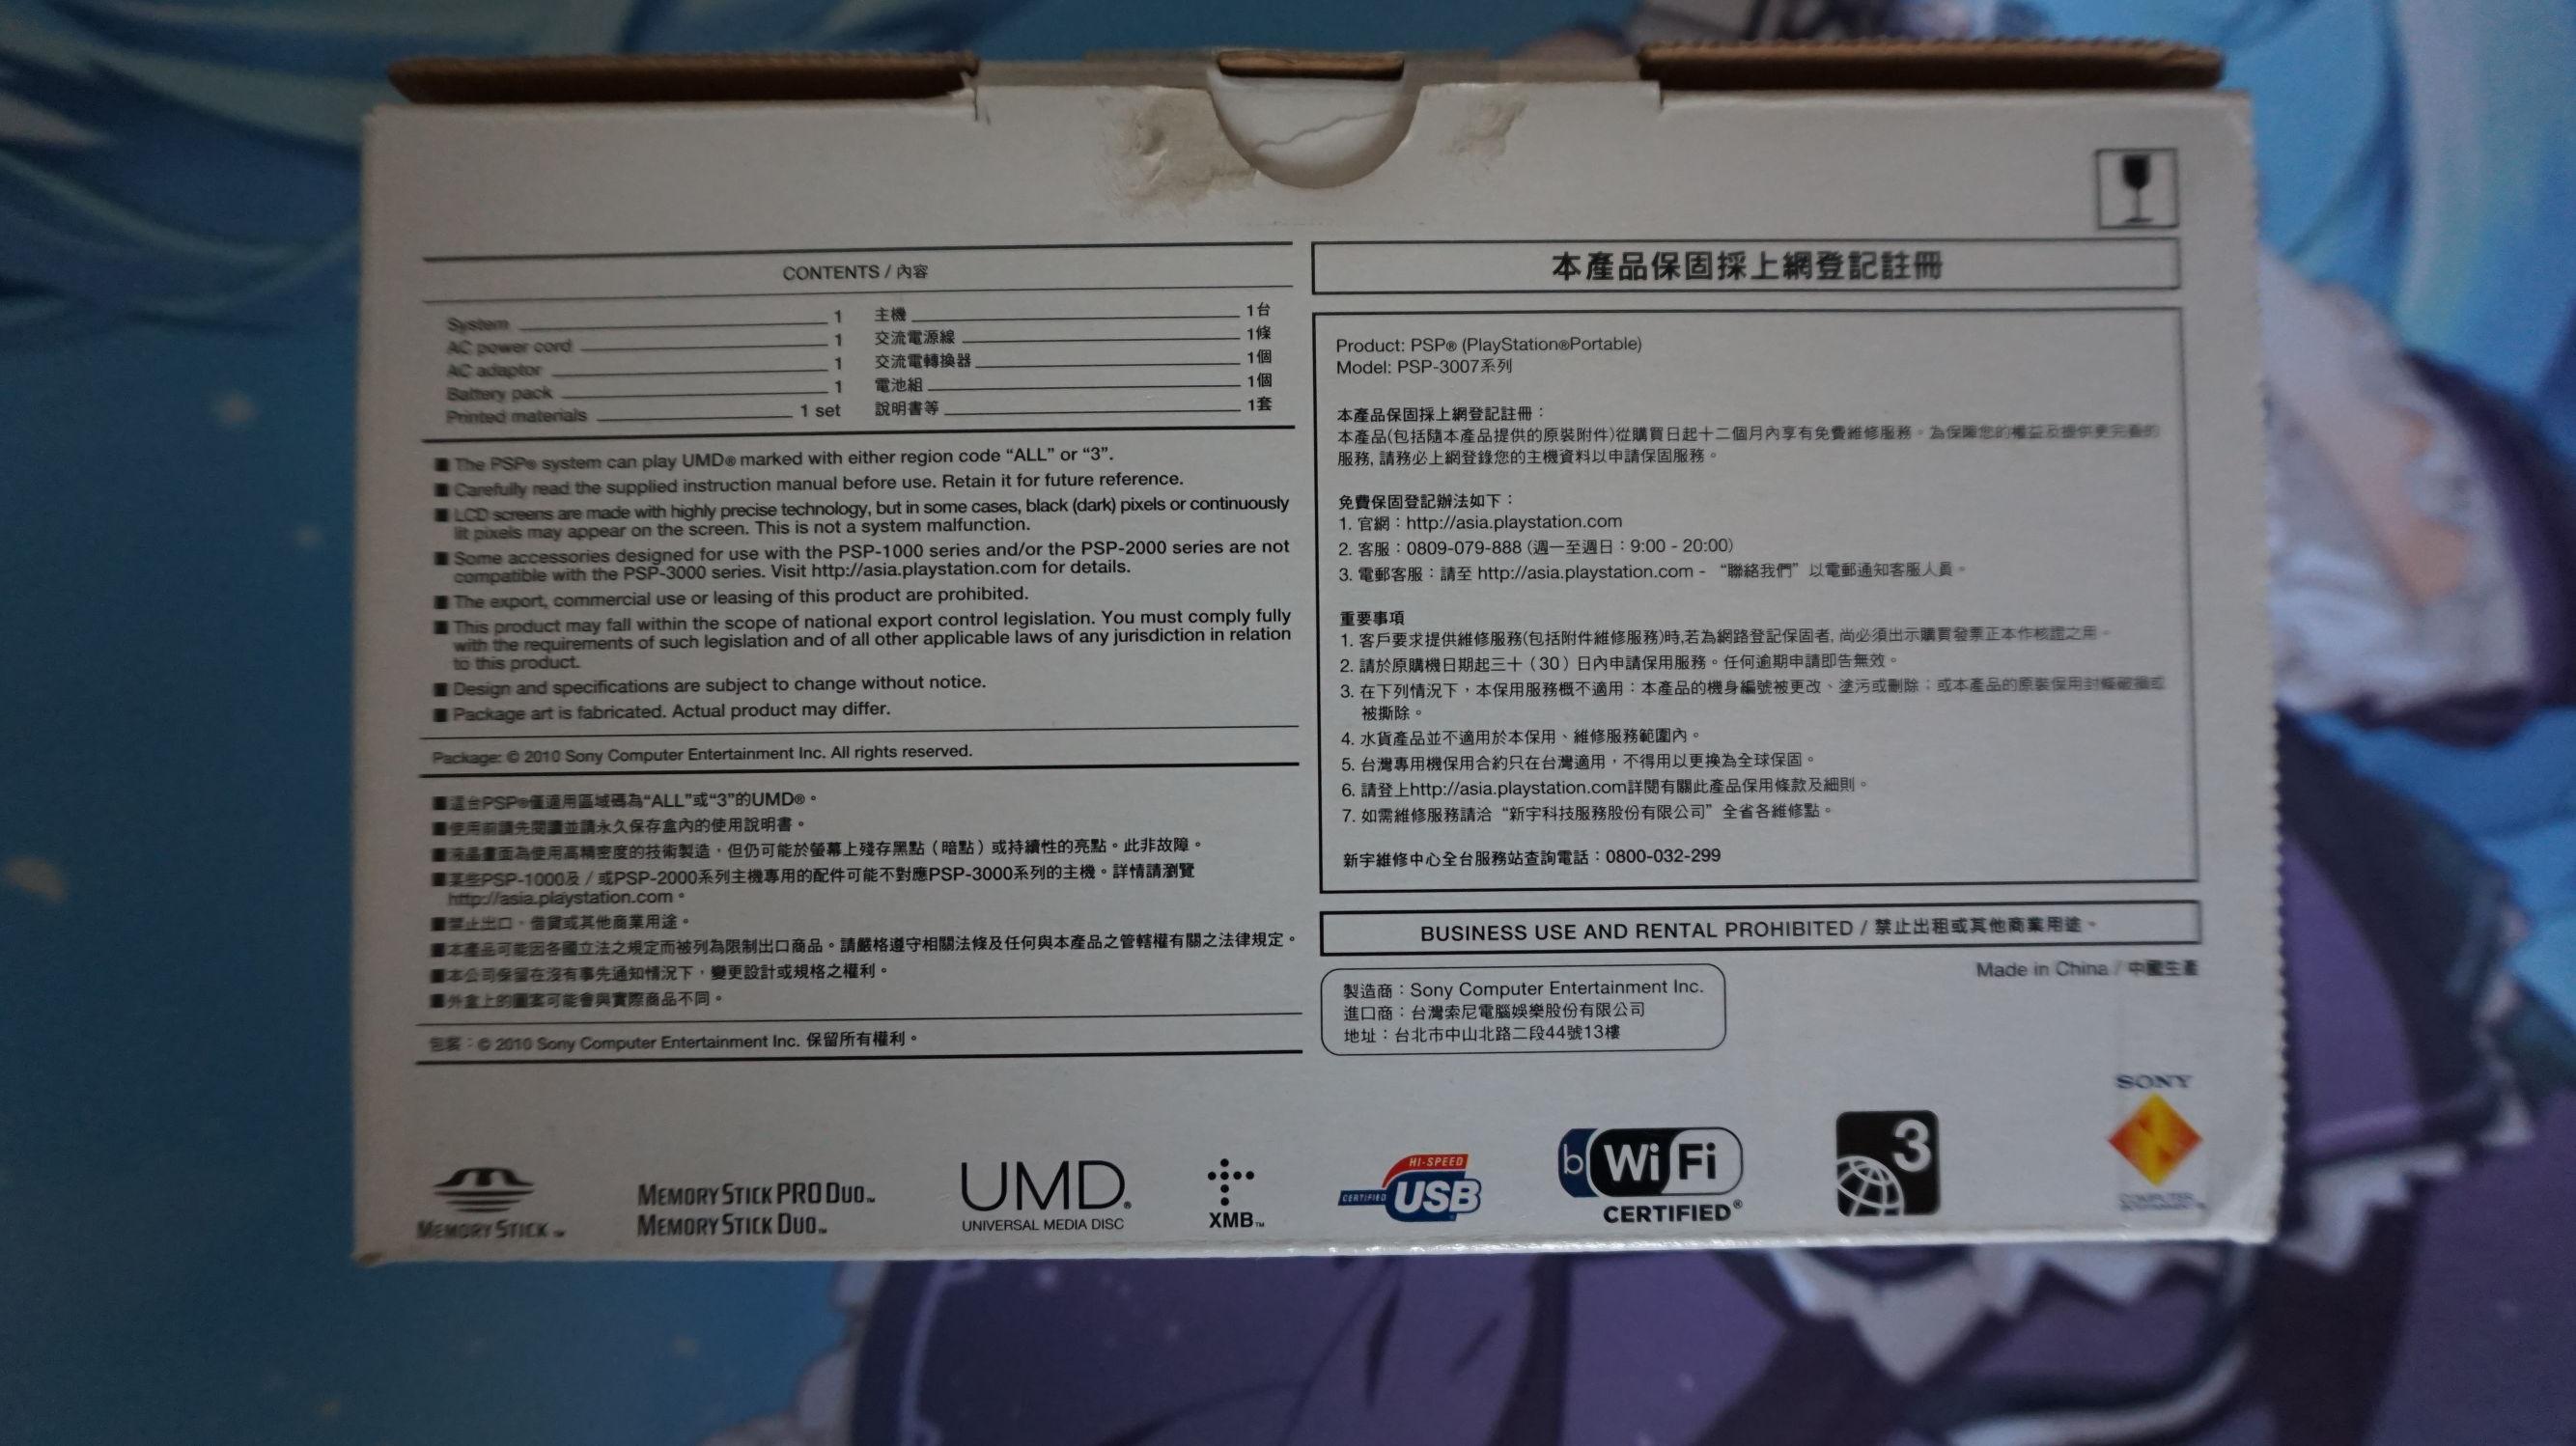 CONTENTS / 內容
System 1 主機 1台
AC power cord 1 交流電源線 1條
AC adaptor 1 交流電轉換器 1個
Battery pack 1 電池組 1個
Printed materials 1 set 說明書等 1套
■ The PSP® system can play UMD® marked with either region code “ALL” or “3”.
■ Carefully read the supplied instruction manual before use. Retain it for future reference.
■ LCD screens are made with highly precise technology, but in some cases, black (dark) pixels or continuously
lit pixels may appear on the screen. This is not a system malfunction.
■ Some accessories designed for use with the PSP-1000 series and/or the PSP-2000 series are not
compatible with the PSP-3000 series. Visit http://asia.playstation.com for details.
■ The export, commercial use or leasing of this product are prohibited.
■ This product may fall within the scope of national export control legislation. You must comply fully
with the requirements of such legislation and of all other applicable laws of any jurisdiction in relation
to this product.
■ Design and specifications are subject to change without notice.
■ Package art is fabricated. Actual product may differ.
Package: © 2010 Sony Computer Entertainment Inc. All rights reserved.
■這台PSP®僅適用區域碼為“ALL”或“3”的UMD®。
■使用前請先閱讀並請永久保存盒內的使用說明書。
■液晶畫面為使用高精密度的技術製造，但仍可能於螢幕上殘存黑點（暗點）或持續性的亮點。此非故障。
■某些PSP-1000及 / 或PSP-2000系列主機專用的配件可能不對應PSP-3000系列的主機。詳情請瀏覽
http://asia.playstation.com。
■禁止出口、借貸或其他商業用途。
■本產品可能因各國立法之規定而被列為限制出口商品。請嚴格遵守相關法條及任何與本產品之管轄權有關之法律規定。
■本公司保留在沒有事先通知情況下，變更設計或規格之權利。
■外盒上的圖案可能會與實際商品不同。
包裝：© 2010 Sony Computer Entertainment Inc. 保留所有權利。
本產品保固採上網登記註冊
Product: PSP® (PlayStation®Portable)
Model: PSP-3007系列
本產品保固採上網登記註冊：
本產品(包括隨本產品提供的原裝附件)從購買日起十二個月內享有免費維修服務。為保障您的權益及提供更完善的
服務, 請務必上網登錄您的主機資料以申請保固服務。
免費保固登記辦法如下：
1. 官網：http://asia.playstation.com
2. 客服：0809-079-888 (週一至週日：9:00 - 20:00)
3. 電郵客服：請至 http://asia.playstation.com - “聯絡我們” 以電郵通知客服人員。
重要事項
1. 客戶要求提供維修服務(包括附件維修服務)時,若為網路登記保固者, 尚必須出示購買發票正本作核證之用。
2. 請於原購機日期起三十（30）日內申請保用服務。任何逾期申請即告無效。
3. 在下列情況下，本保用服務概不適用：本產品的機身編號被更改、塗污或刪除；或本產品的原裝保用封條破損或
被撕除。
4. 水貨產品並不適用於本保用、維修服務範圍內。
5. 台灣專用機保用合約只在台灣適用，不得用以更換為全球保固。
6. 請登上http://asia.playstation.com詳閱有關此產品保用條款及細則。
7. 如需維修服務請洽 “新宇科技服務股份有限公司” 全省各維修點。
新宇維修中心全台服務站查詢電話：0800-032-299
BUSINESS USE AND RENTAL PROHIBITED / 禁止出租或其他商業用途。
Made in China / 中國生產
製造商：Sony Computer Entertainment Inc.
進口商：台灣索尼電腦娛樂股份有限公司
地址：台北市中山北路二段44號13樓
MEMORY STICK™
MEMORY STICK PRO DUO™
MEMORY STICK DUO™
UMD®
UNIVERSAL MEDIA DISC
XMB™
HI-SPEED
CERTIFIED USB
b WiFi
CERTIFIED®
3
SONY
COMPUTER
ENTERTAINMENT